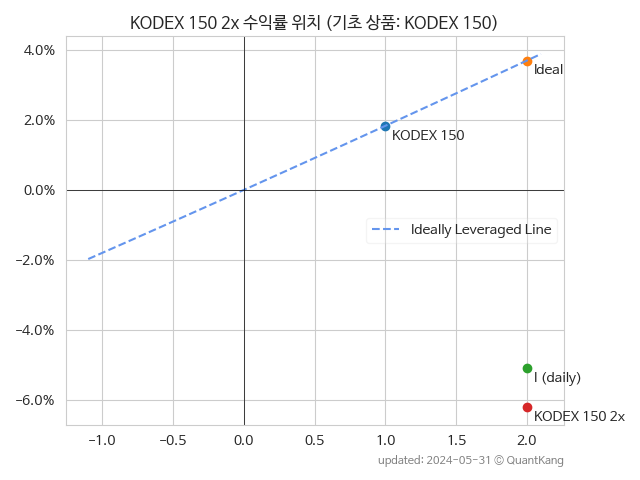 KODEX 150 2x 수익률 위치 (기초 상품: KODEX 150)
4.0%
Ideal
2.0%
KODEX 150
0.0%
Ideally Leveraged Line
−2.0%
−4.0%
I (daily)
−6.0%
KODEX 150 2x
−1.0 −0.5 0.0 0.5 1.0 1.5 2.0
updated: 2024-05-31 © QuantKang